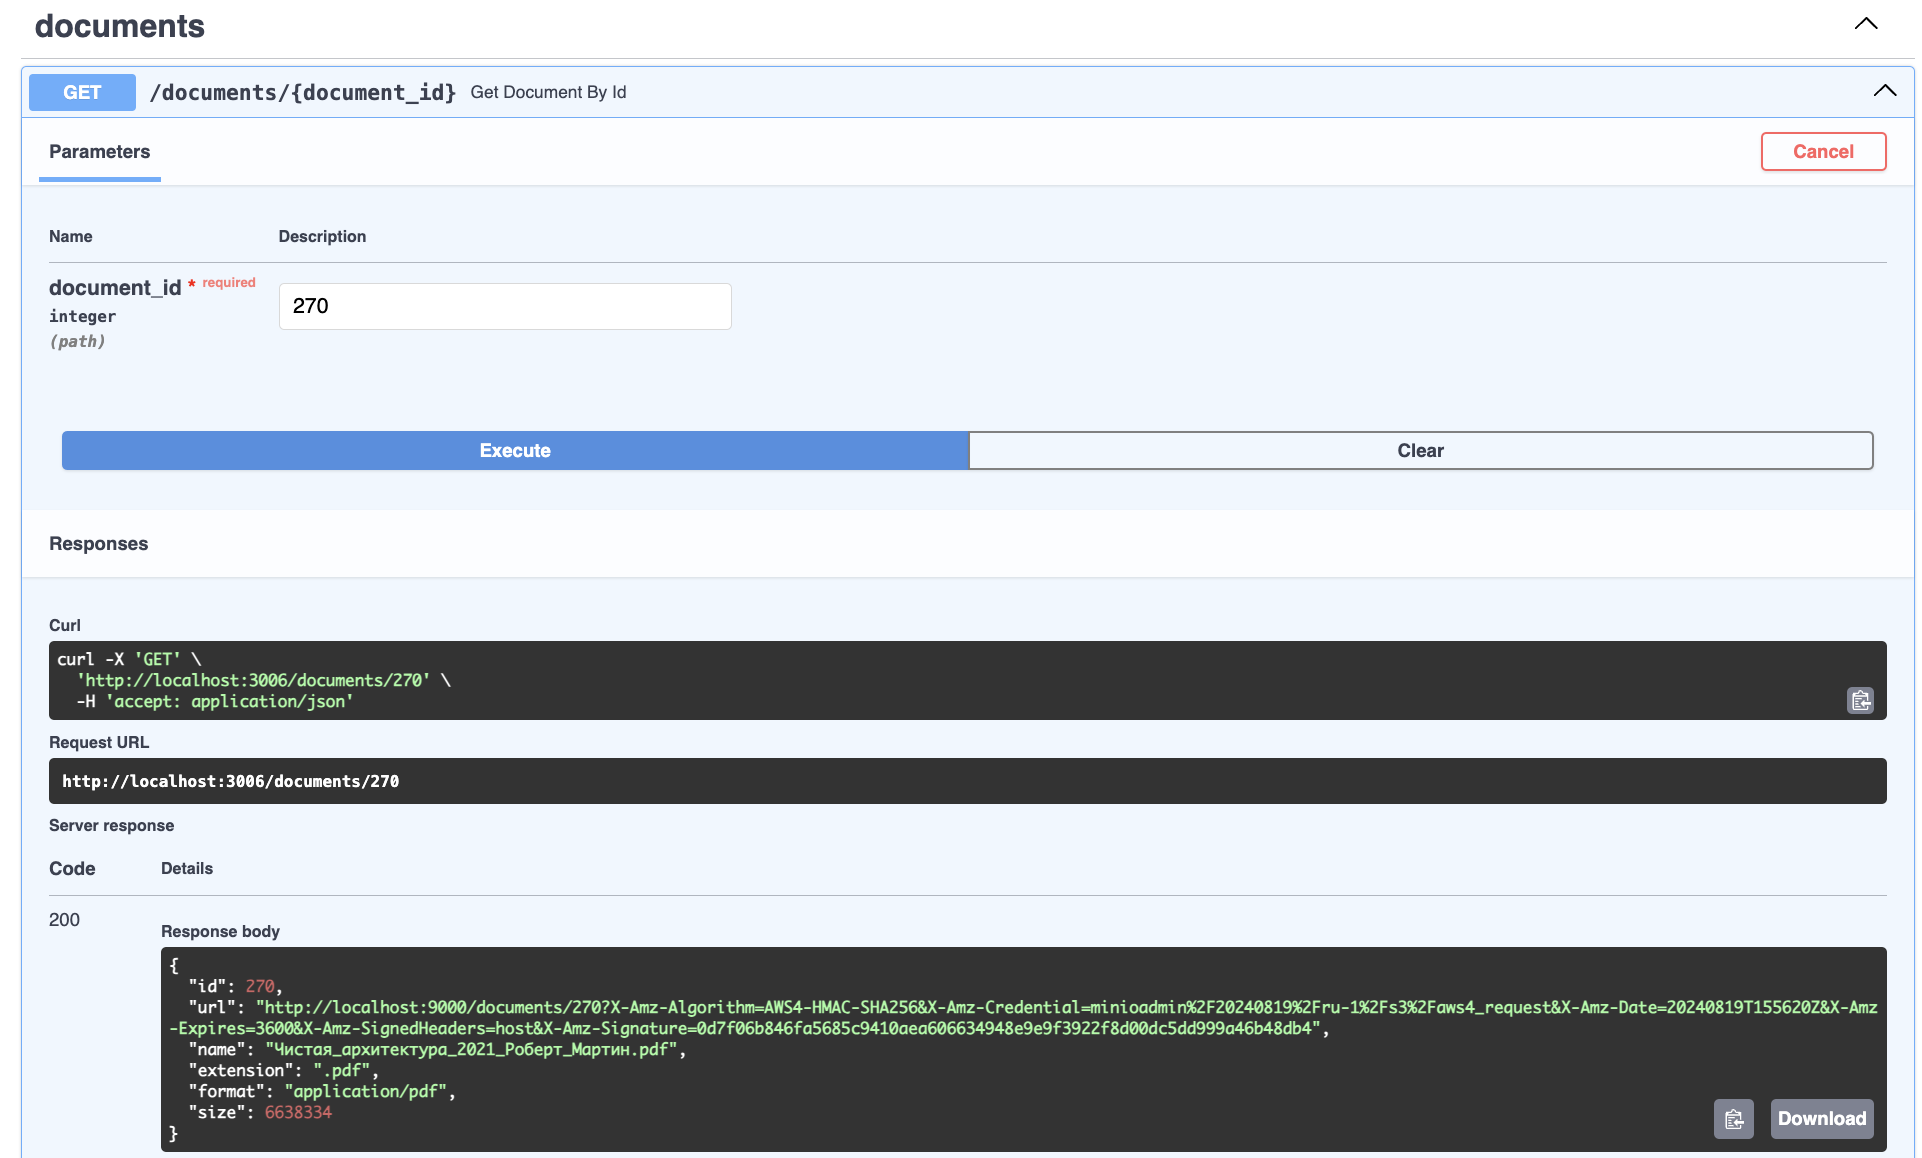 documents
GET /documents/{document_id} Get Document By Id
Parameters
Cancel
Name Description
document_id * required
integer
(path)
270
Execute
Clear
Responses
Curl
curl -X 'GET' \
'http://localhost:3006/documents/270' \
-H 'accept: application/json'
Request URL
http://localhost:3006/documents/270
Server response
Code Details
200
Response body
{
"id": 270,
"url": "http://localhost:9000/documents/270?X-Amz-Algorithm=AWS4-HMAC-SHA256&X-Amz-Credential=minioadmin%2F20240819%2Fru-1%2Fs3%2Faws4_request&X-Amz-Date=20240819T155620Z&X-Amz
-Expires=3600&X-Amz-SignedHeaders=host&X-Amz-Signature=0d7f06b846fa5685c9410aea606634948e9e9f3922f8d00dc5dd999a46b48db4",
"name": "Чистая_архитектура_2021_Роберт_Мартин.pdf",
"extension": ".pdf",
"format": "application/pdf",
"size": 6638334
}
Download